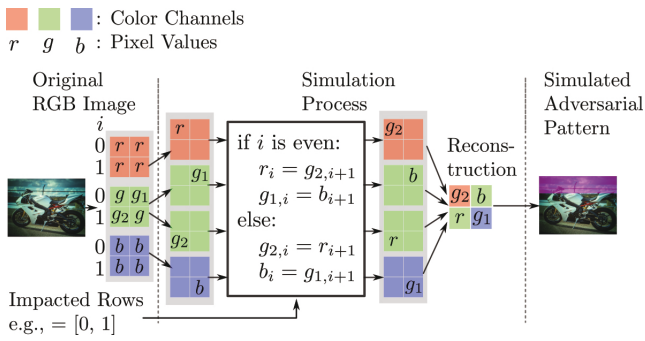 : Color Channels
r g b : Pixel Values
Original
RGB Image
Simulation
Process
Simulated
Adversarial
Pattern
i
0 r r
1 r r
0 g g₁
1 g₂ g
0 b b
1 b b
r
g₁
g₂
b
if i is even:
rᵢ = g₂,ᵢ₊₁
g₁,ᵢ = bᵢ₊₁
else:
g₂,ᵢ = rᵢ₊₁
bᵢ = g₁,ᵢ₊₁
g₂
b
r
g₁
Recons-
truction
g₂ b
r g₁
Impacted Rows
e.g., = [0, 1]